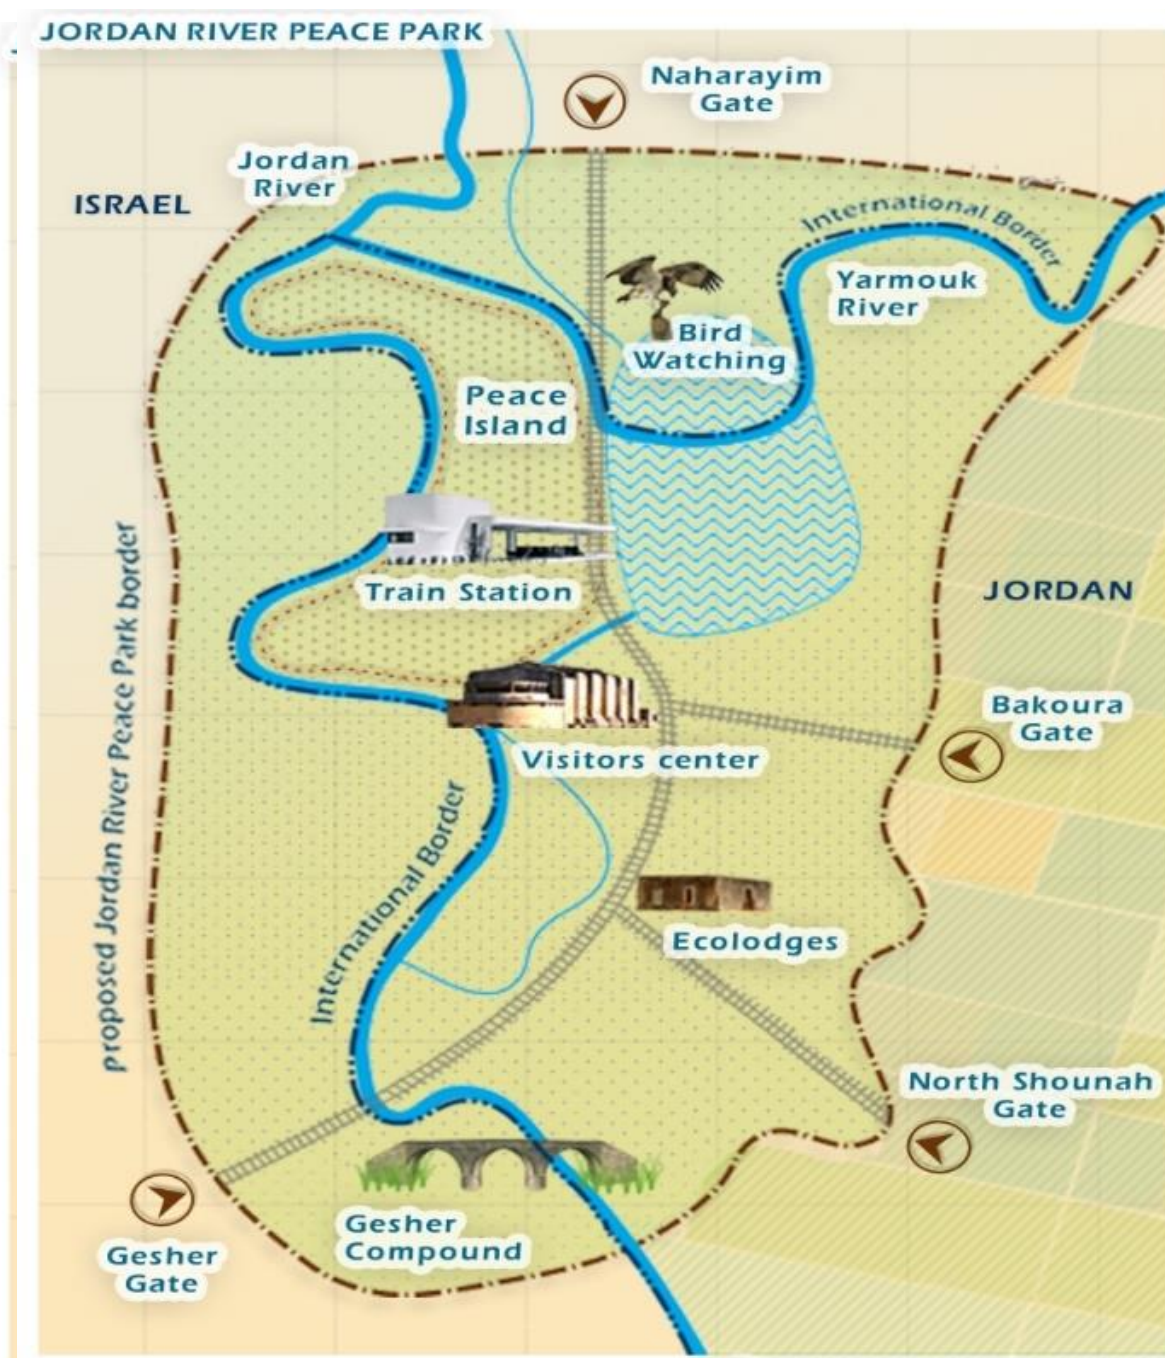 JORDAN RIVER PEACE PARK
Naharayim
Gate
Jordan
River
ISRAEL
International Border
Yarmouk
River
Bird
Watching
Peace
Island
Train Station
JORDAN
proposed Jordan River Peace Park border
Bakoura
Gate
Visitors center
International Border
Ecolodges
North Shounah
Gate
Gesher
Compound
Gesher
Gate